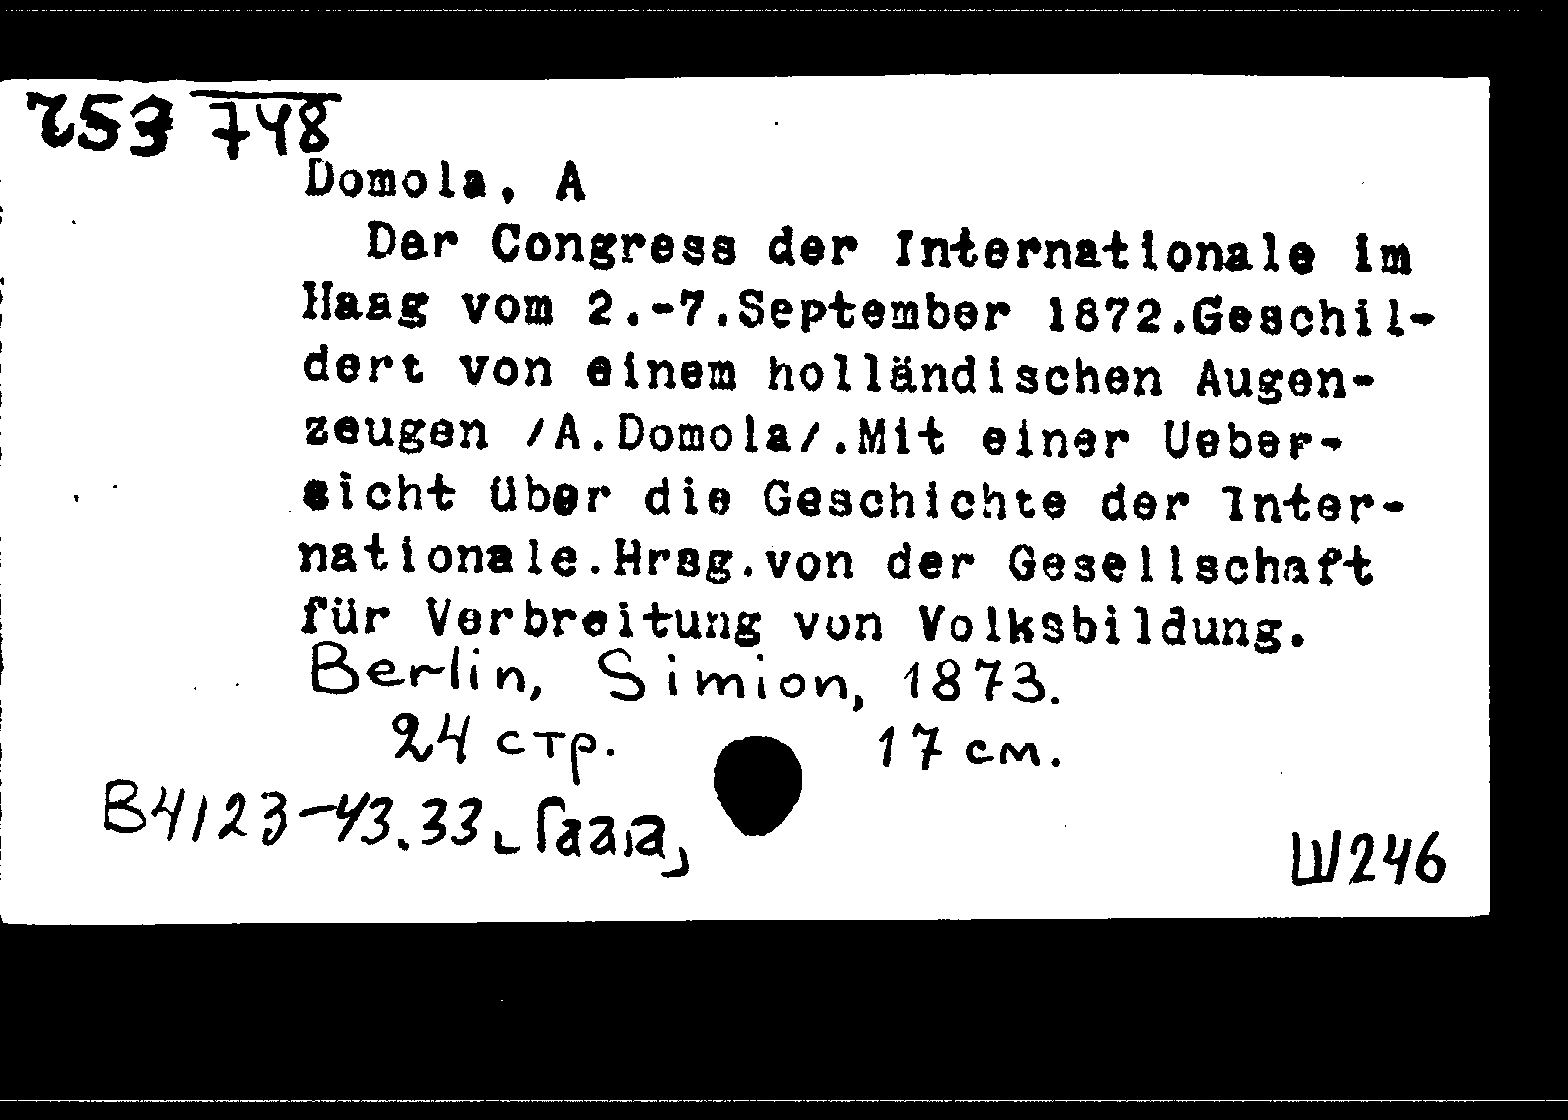 253 748
Domola, A
Der Congress der Internationale im
Haag vom 2.-7.September 1872.Geschil-
dert von einem holländischen Augen-
zeugen /A.Domola/.Mit einer Ueber-
sicht über die Geschichte der Inter-
nationale.Hrsg.von der Gesellschaft
für Verbreitung von Volksbildung.
Berlin, Simion, 1873.
24 стр. 17 см.
В4123-43.33 Гаага
Ш246